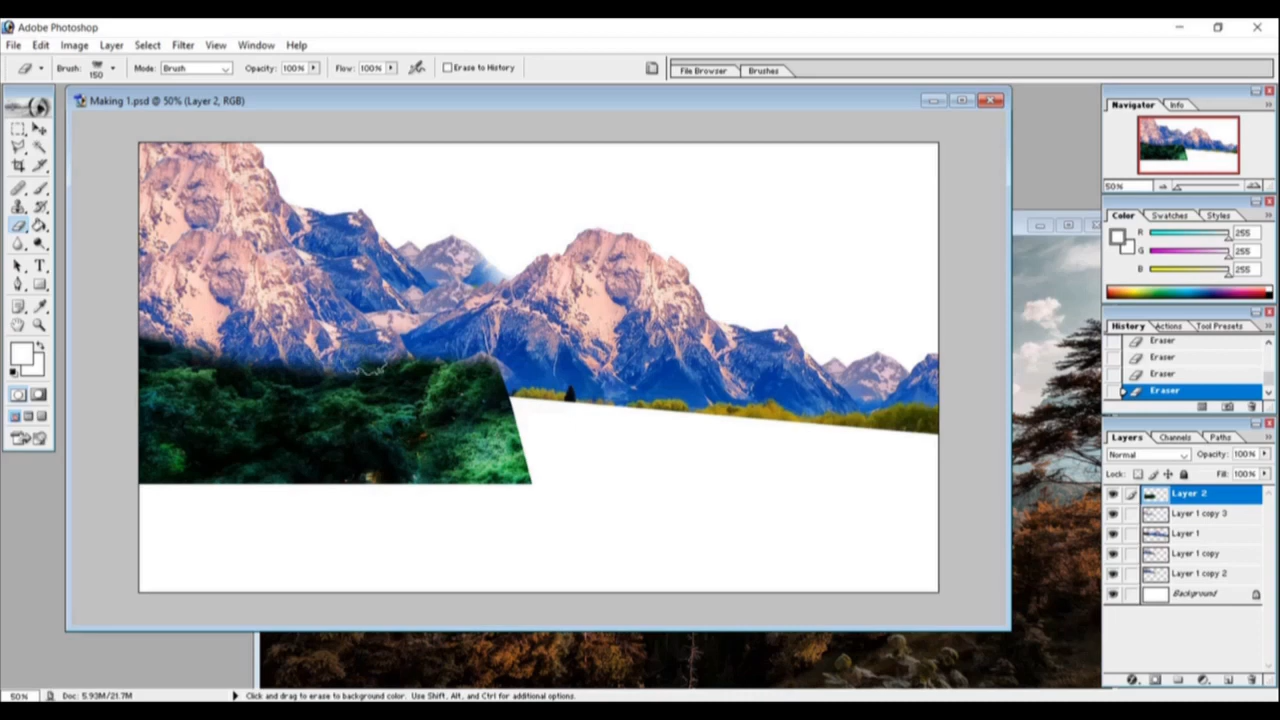 Adobe Photoshop
File Edit Image Layer Select Filter View Window Help
Brush: 150 Mode: Brush Opacity: 100% Flow: 100% Erase to History File Browser Brushes
Making 1.psd @ 50% (Layer 2, RGB)
Navigator Info
50%
Color Swatches Styles
R 255
G 255
B 255
History Actions Tool Presets
Eraser
Eraser
Eraser
Eraser
Layers Channels Paths
Normal Opacity: 100%
Lock: Fill: 100%
Layer 2
Layer 1 copy 3
Layer 1
Layer 1 copy
Layer 1 copy 2
Background
50% Doc: 5.93M/21.7M Click and drag to erase to background color. Use Shift, Alt, and Ctrl for additional options.